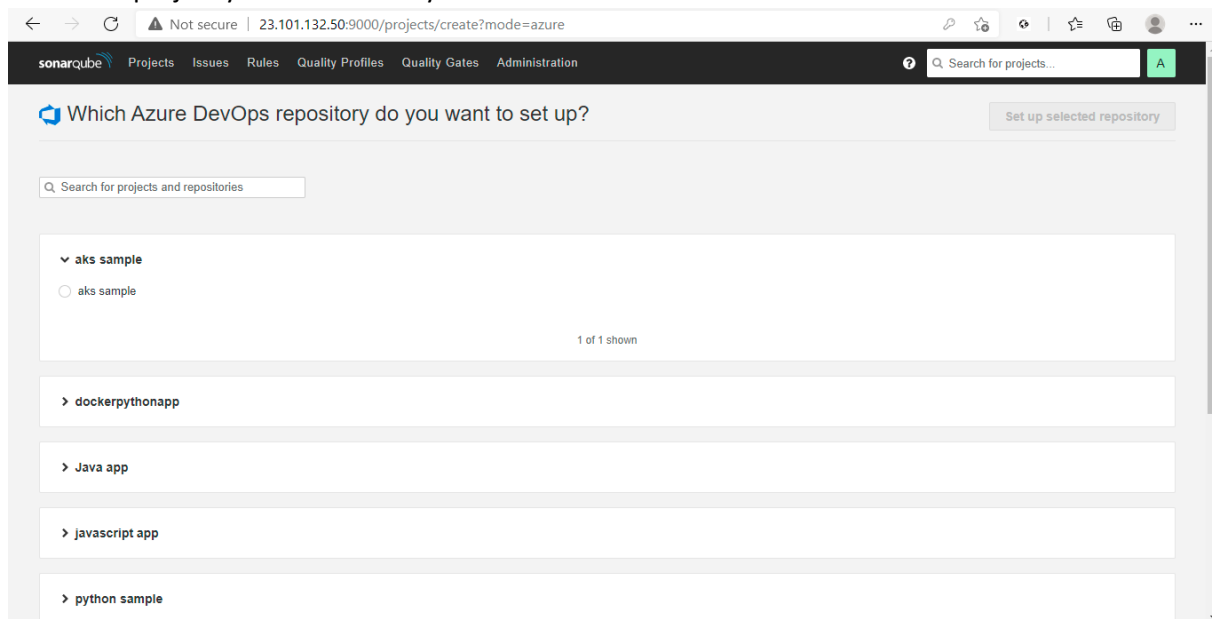 Not secure | 23.101.132.50:9000/projects/create?mode=azure
sonarqube Projects Issues Rules Quality Profiles Quality Gates Administration ? Search for projects... A
Which Azure DevOps repository do you want to set up? Set up selected repository
Search for projects and repositories
aks sample
aks sample
1 of 1 shown
dockerpythonapp
Java app
javascript app
python sample